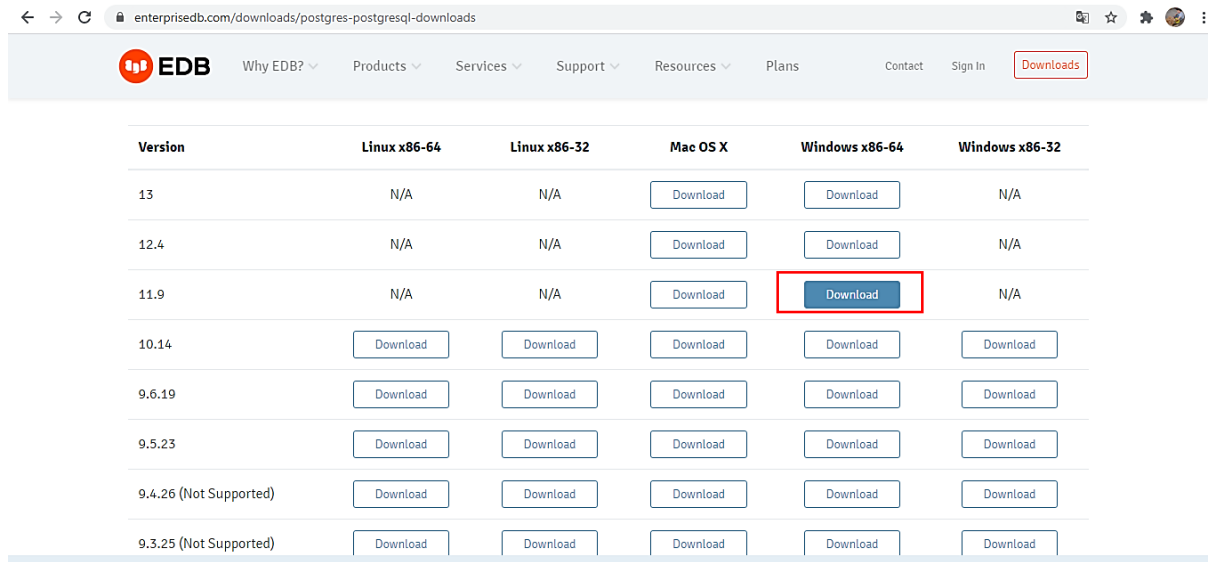 enterprisedb.com/downloads/postgres-postgresql-downloads
EDB Why EDB? Products Services Support Resources Plans Contact Sign In Downloads
Version Linux x86-64 Linux x86-32 Mac OS X Windows x86-64 Windows x86-32
13 N/A N/A Download Download N/A
12.4 N/A N/A Download Download N/A
11.9 N/A N/A Download Download N/A
10.14 Download Download Download Download Download
9.6.19 Download Download Download Download Download
9.5.23 Download Download Download Download Download
9.4.26 (Not Supported) Download Download Download Download Download
9.3.25 (Not Supported) Download Download Download Download Download